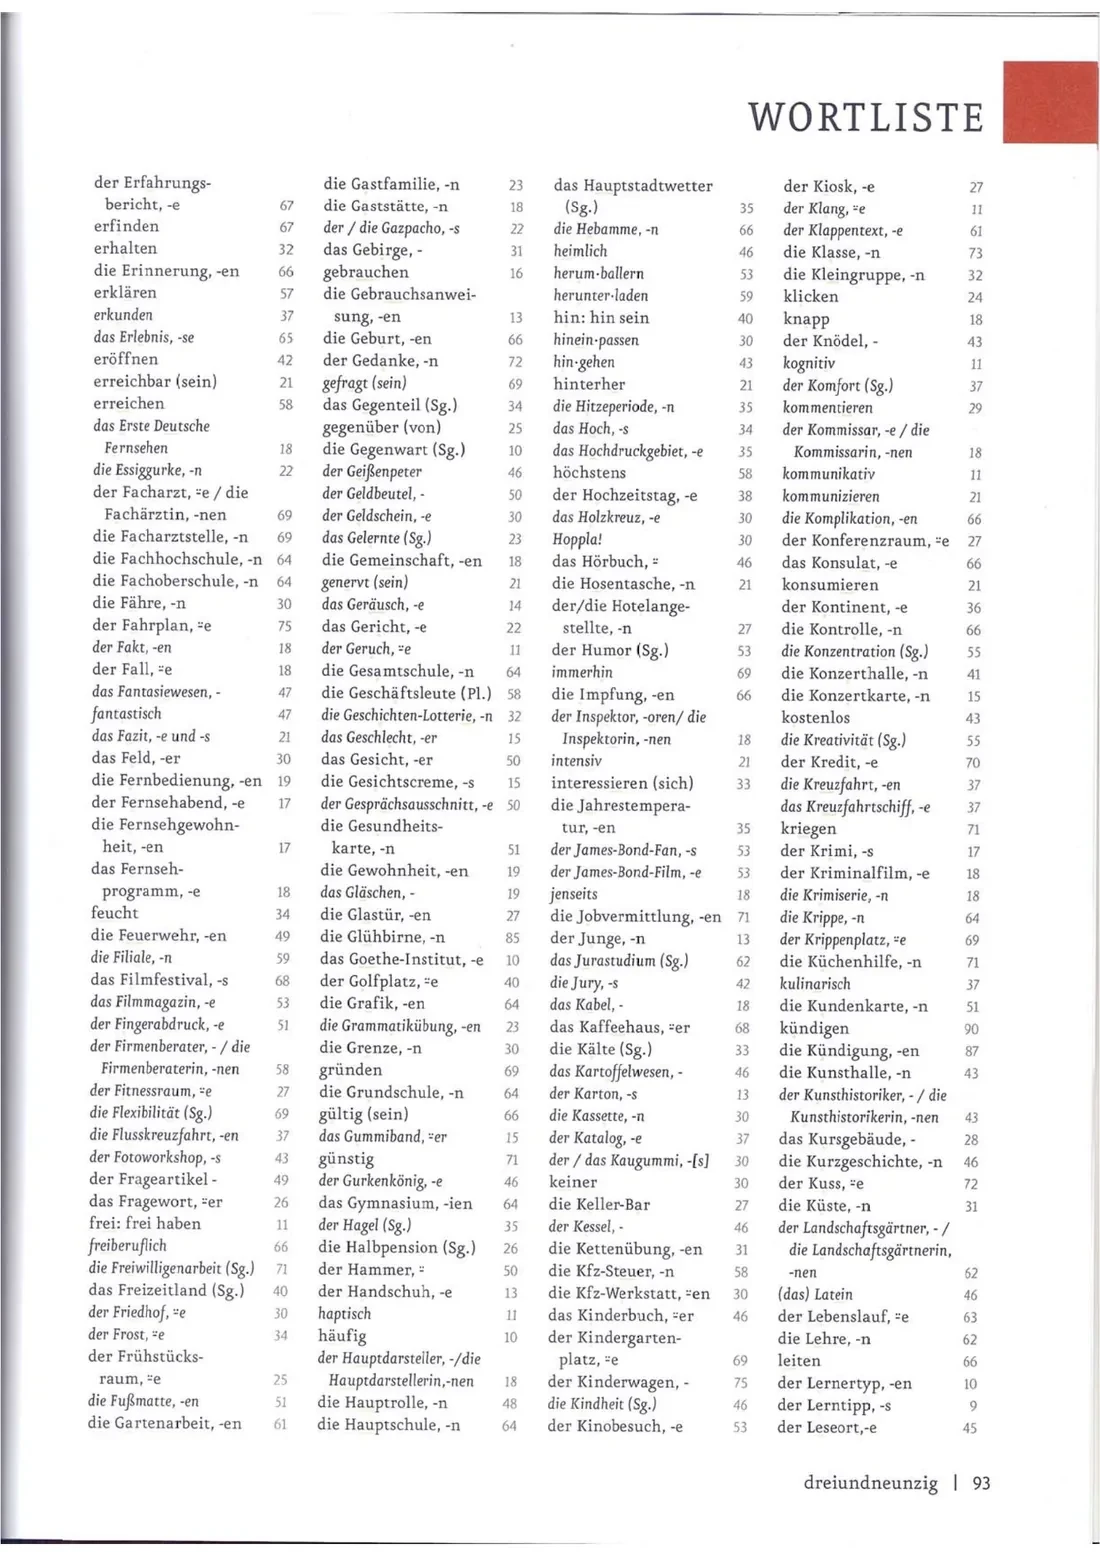 WORTLISTE
der Erfahrungs-
bericht, -e 67
erfinden 67
erhalten 32
die Erinnerung, -en 66
erklären 57
erkunden 37
das Erlebnis, -se 65
eröffnen 42
erreichbar (sein) 21
erreichen 58
das Erste Deutsche
Fernsehen 18
die Essiggurke, -n 22
der Facharzt, ⸚e / die
Fachärztin, -nen 69
die Facharztstelle, -n 69
die Fachhochschule, -n 64
die Fachoberschule, -n 64
die Fähre, -n 30
der Fahrplan, ⸚e 75
der Fakt, -en 18
der Fall, ⸚e 18
das Fantasiewesen, - 47
fantastisch 47
das Fazit, -e und -s 21
das Feld, -er 30
die Fernbedienung, -en 19
der Fernsehabend, -e 17
die Fernsehgewohn-
heit, -en 17
das Fernseh-
programm, -e 18
feucht 34
die Feuerwehr, -en 49
die Filiale, -n 59
das Filmfestival, -s 68
das Filmmagazin, -e 53
der Fingerabdruck, -e 51
der Firmenberater, - / die
Firmenberaterin, -nen 58
der Fitnessraum, ⸚e 27
die Flexibilität (Sg.) 69
die Flusskreuzfahrt, -en 37
der Fotoworkshop, -s 43
der Frageartikel - 49
das Fragewort, ⸚er 26
frei: frei haben 11
freiberuflich 66
die Freiwilligenarbeit (Sg.) 71
das Freizeitland (Sg.) 40
der Friedhof, ⸚e 30
der Frost, ⸚e 34
der Frühstücks-
raum, ⸚e 25
die Fußmatte, -en 51
die Gartenarbeit, -en 61
die Gastfamilie, -n 23
die Gaststätte, -n 18
der / die Gazpacho, -s 22
das Gebirge, - 31
gebrauchen 16
die Gebrauchsanwei-
sung, -en 13
die Geburt, -en 66
der Gedanke, -n 72
gefragt (sein) 69
das Gegenteil (Sg.) 34
gegenüber (von) 25
die Gegenwart (Sg.) 10
der Geißenpeter 46
der Geldbeutel, - 50
der Geldschein, -e 30
das Gelernte (Sg.) 23
die Gemeinschaft, -en 18
genervt (sein) 21
das Geräusch, -e 14
das Gericht, -e 22
der Geruch, ⸚e 11
die Gesamtschule, -n 64
die Geschäftsleute (Pl.) 58
die Geschichten-Lotterie, -n 32
das Geschlecht, -er 15
das Gesicht, -er 50
die Gesichtscreme, -s 15
der Gesprächsausschnitt, -e 50
die Gesundheits-
karte, -n 51
die Gewohnheit, -en 19
das Gläschen, - 19
die Glastür, -en 27
die Glühbirne, -n 85
das Goethe-Institut, -e 10
der Golfplatz, ⸚e 40
die Grafik, -en 64
die Grammatikübung, -en 23
die Grenze, -n 30
gründen 69
die Grundschule, -n 64
gültig (sein) 66
das Gummiband, ⸚er 15
günstig 71
der Gurkenkönig, -e 46
das Gymnasium, -ien 64
der Hagel (Sg.) 35
die Halbpension (Sg.) 26
der Hammer, ⸚ 50
der Handschuh, -e 13
haptisch 11
häufig 10
der Hauptdarsteller, -/die
Hauptdarstellerin,-nen 18
die Hauptrolle, -n 48
die Hauptschule, -n 64
das Hauptstadtwetter
(Sg.) 35
die Hebamme, -n 66
heimlich 46
herum·ballern 53
herunter·laden 59
hin: hin sein 40
hinein·passen 30
hin·gehen 43
hinterher 21
die Hitzeperiode, -n 35
das Hoch, -s 34
das Hochdruckgebiet, -e 35
höchstens 58
der Hochzeitstag, -e 38
das Holzkreuz, -e 30
Hoppla! 30
das Hörbuch, ⸚ 46
die Hosentasche, -n 21
der/die Hotelange-
stellte, -n 27
der Humor (Sg.) 53
immerhin 69
die Impfung, -en 66
der Inspektor, -oren/ die
Inspektorin, -nen 18
intensiv 21
interessieren (sich) 33
die Jahrestempera-
tur, -en 35
der James-Bond-Fan, -s 53
der James-Bond-Film, -e 53
jenseits 18
die Jobvermittlung, -en 71
der Junge, -n 13
das Jurastudium (Sg.) 62
die Jury, -s 42
das Kabel, - 18
das Kaffeehaus, ⸚er 68
die Kälte (Sg.) 33
das Kartoffelwesen, - 46
der Karton, -s 13
die Kassette, -n 30
der Katalog, -e 37
der / das Kaugummi, -[s] 30
keiner 30
die Keller-Bar 27
der Kessel, - 46
die Kettenübung, -en 31
die Kfz-Steuer, -n 58
die Kfz-Werkstatt, ⸚en 30
das Kinderbuch, ⸚er 46
der Kindergarten-
platz, ⸚e 69
der Kinderwagen, - 75
die Kindheit (Sg.) 46
der Kinobesuch, -e 53
der Kiosk, -e 27
der Klang, ⸚e 11
der Klappentext, -e 61
die Klasse, -n 73
die Kleingruppe, -n 32
klicken 24
knapp 18
der Knödel, - 43
kognitiv 11
der Komfort (Sg.) 37
kommentieren 29
der Kommissar, -e / die
Kommissarin, -nen 18
kommunikativ 11
kommunizieren 21
die Komplikation, -en 66
der Konferenzraum, ⸚e 27
das Konsulat, -e 66
konsumieren 21
der Kontinent, -e 36
die Kontrolle, -n 66
die Konzentration (Sg.) 55
die Konzerthalle, -n 41
die Konzertkarte, -n 15
kostenlos 43
die Kreativität (Sg.) 55
der Kredit, -e 70
die Kreuzfahrt, -en 37
das Kreuzfahrtschiff, -e 37
kriegen 71
der Krimi, -s 17
der Kriminalfilm, -e 18
die Krimiserie, -n 18
die Krippe, -n 64
der Krippenplatz, ⸚e 69
die Küchenhilfe, -n 71
kulinarisch 37
die Kundenkarte, -n 51
kündigen 90
die Kündigung, -en 87
die Kunsthalle, -n 43
der Kunsthistoriker, - / die
Kunsthistorikerin, -nen 43
das Kursgebäude, - 28
die Kurzgeschichte, -n 46
der Kuss, ⸚e 72
die Küste, -n 31
der Landschaftsgärtner, - /
die Landschaftsgärtnerin,
-nen 62
(das) Latein 46
der Lebenslauf, ⸚e 63
die Lehre, -n 62
leiten 66
der Lernertyp, -en 10
der Lerntipp, -s 9
der Leseort,-e 45
dreiundneunzig | 93